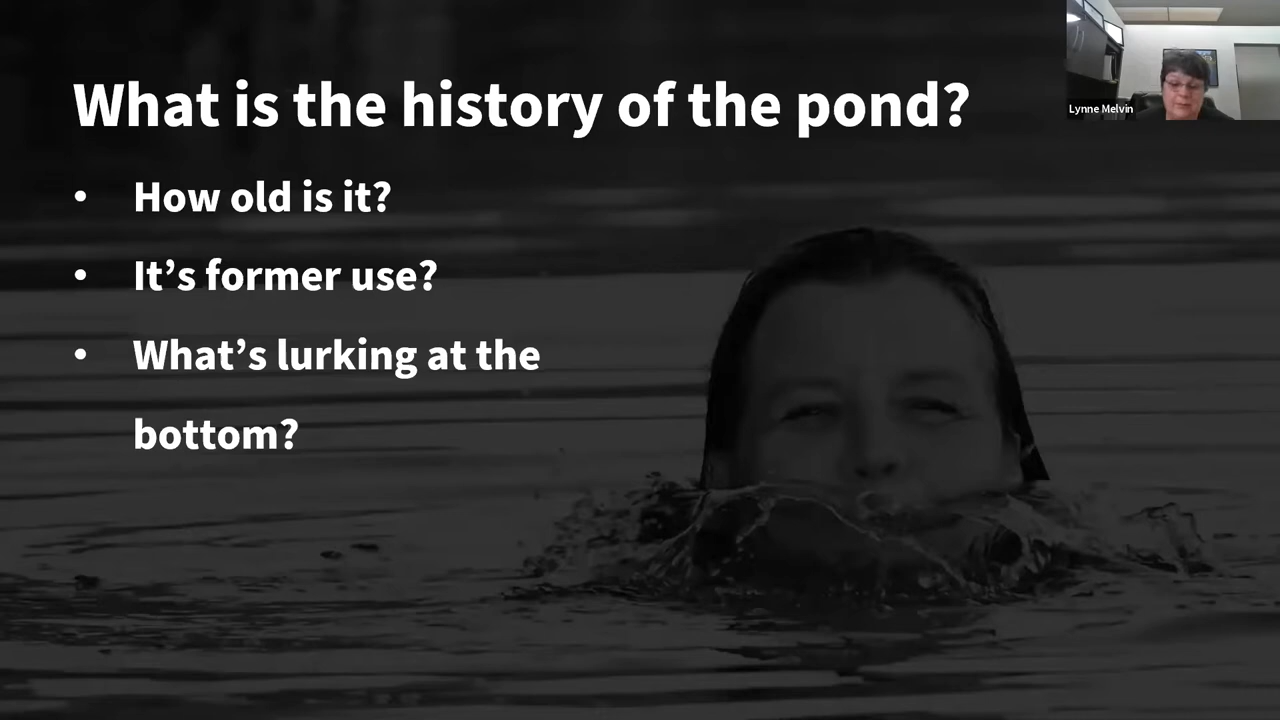 What is the history of the pond?
• How old is it?
• It’s former use?
• What’s lurking at the
bottom?
Lynne Melvin